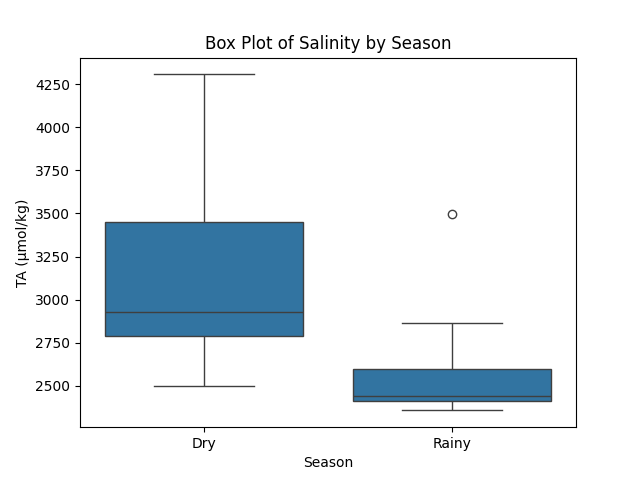 Box Plot of Salinity by Season
TA (μmol/kg)
4250
4000
3750
3500
3250
3000
2750
2500
Dry
Rainy
Season